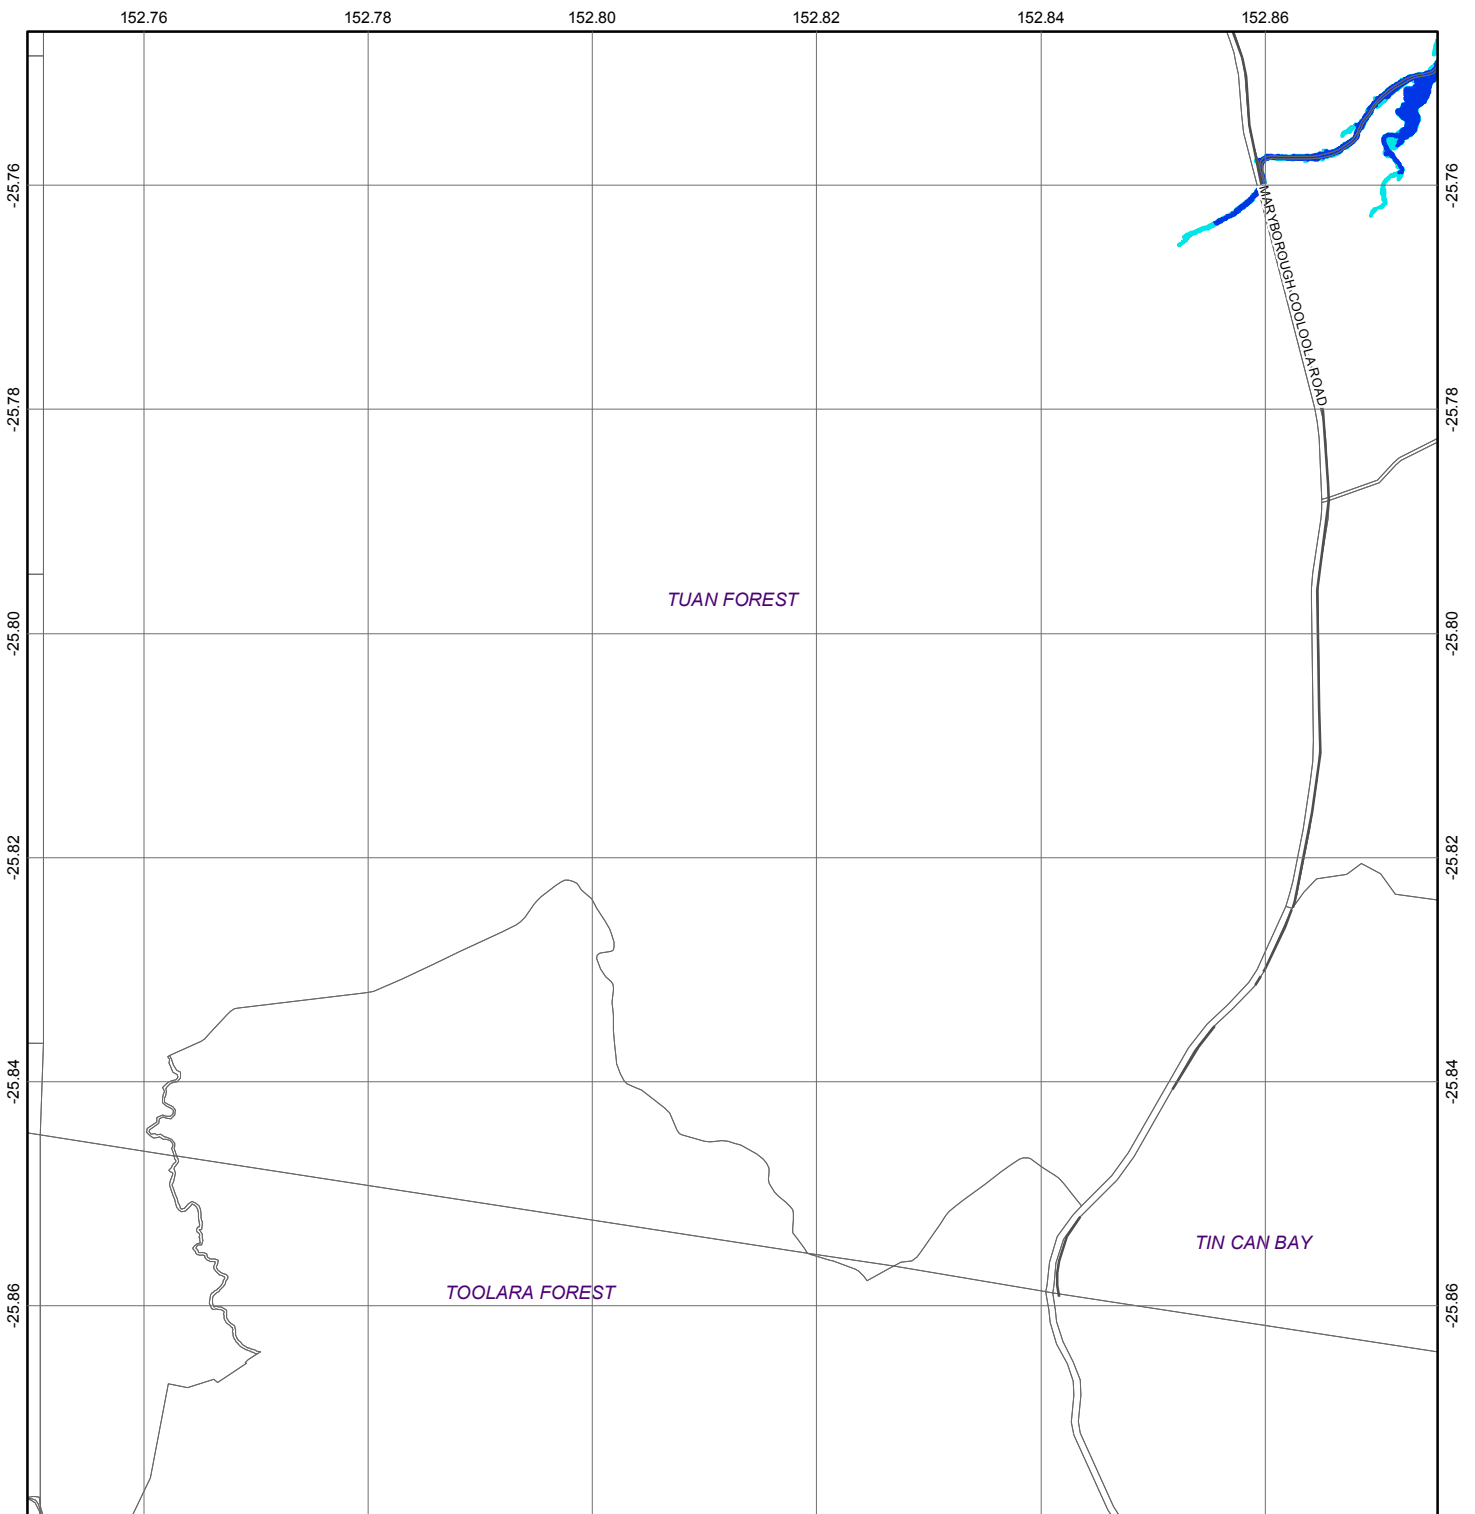 152.76 152.78 152.80 152.82 152.84 152.86
-25.76 -25.76
MARYBOROUGH COOLOOLA ROAD
-25.78 -25.78
TUAN FOREST
-25.80 -25.80
-25.82 -25.82
-25.84 -25.84
TIN CAN BAY
TOOLARA FOREST
-25.86 -25.86